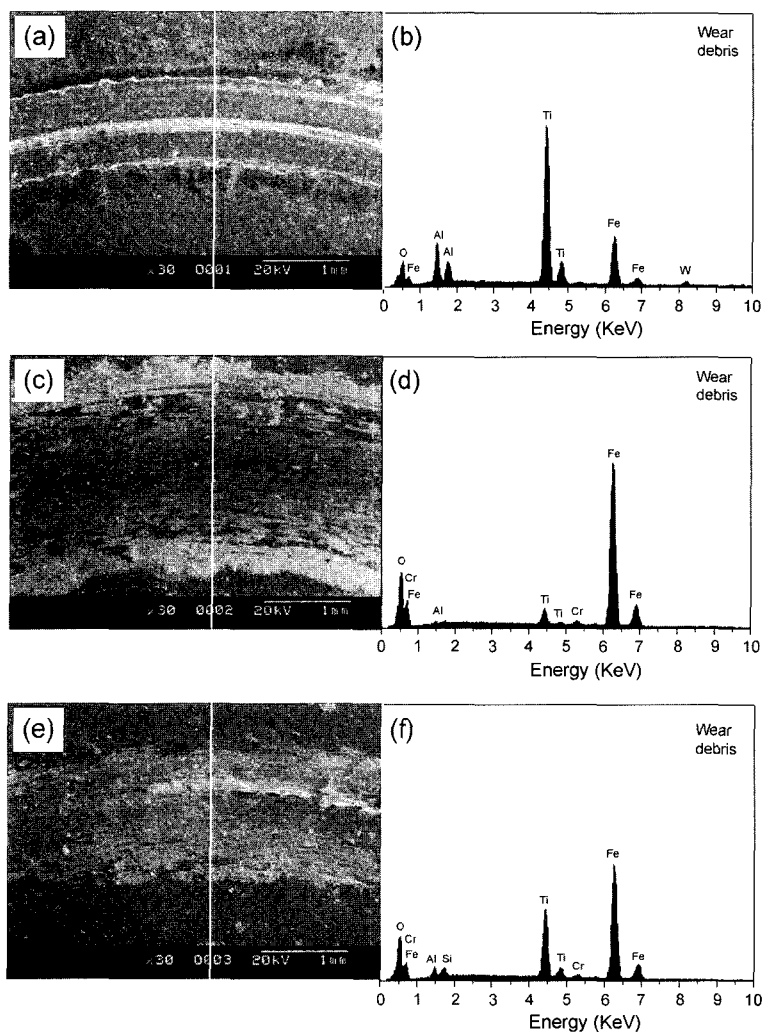 (a)
×30 0001 20kV 1mm
(b)
Wear
debris
Ti
Al
Al
O
Fe
Ti
Fe
Fe
W
0 1 2 3 4 5 6 7 8 9 10
Energy (KeV)
(c)
×30 0002 20kV 1mm
(d)
Wear
debris
Fe
O
Cr
Fe
Al
Ti
Ti
Cr
Fe
0 1 2 3 4 5 6 7 8 9 10
Energy (KeV)
(e)
×30 0003 20kV 1mm
(f)
Wear
debris
Fe
Ti
O
Cr
Fe
Al
Si
Ti
Cr
Fe
0 1 2 3 4 5 6 7 8 9 10
Energy (KeV)